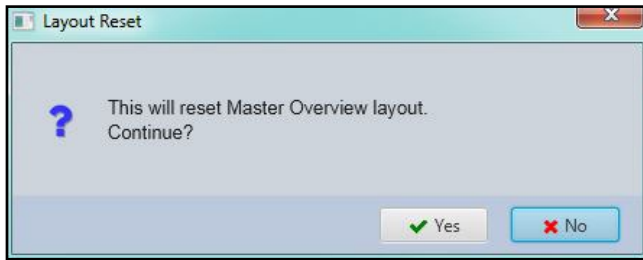 Layout Reset
This will reset Master Overview layout.
Continue?
Yes
No